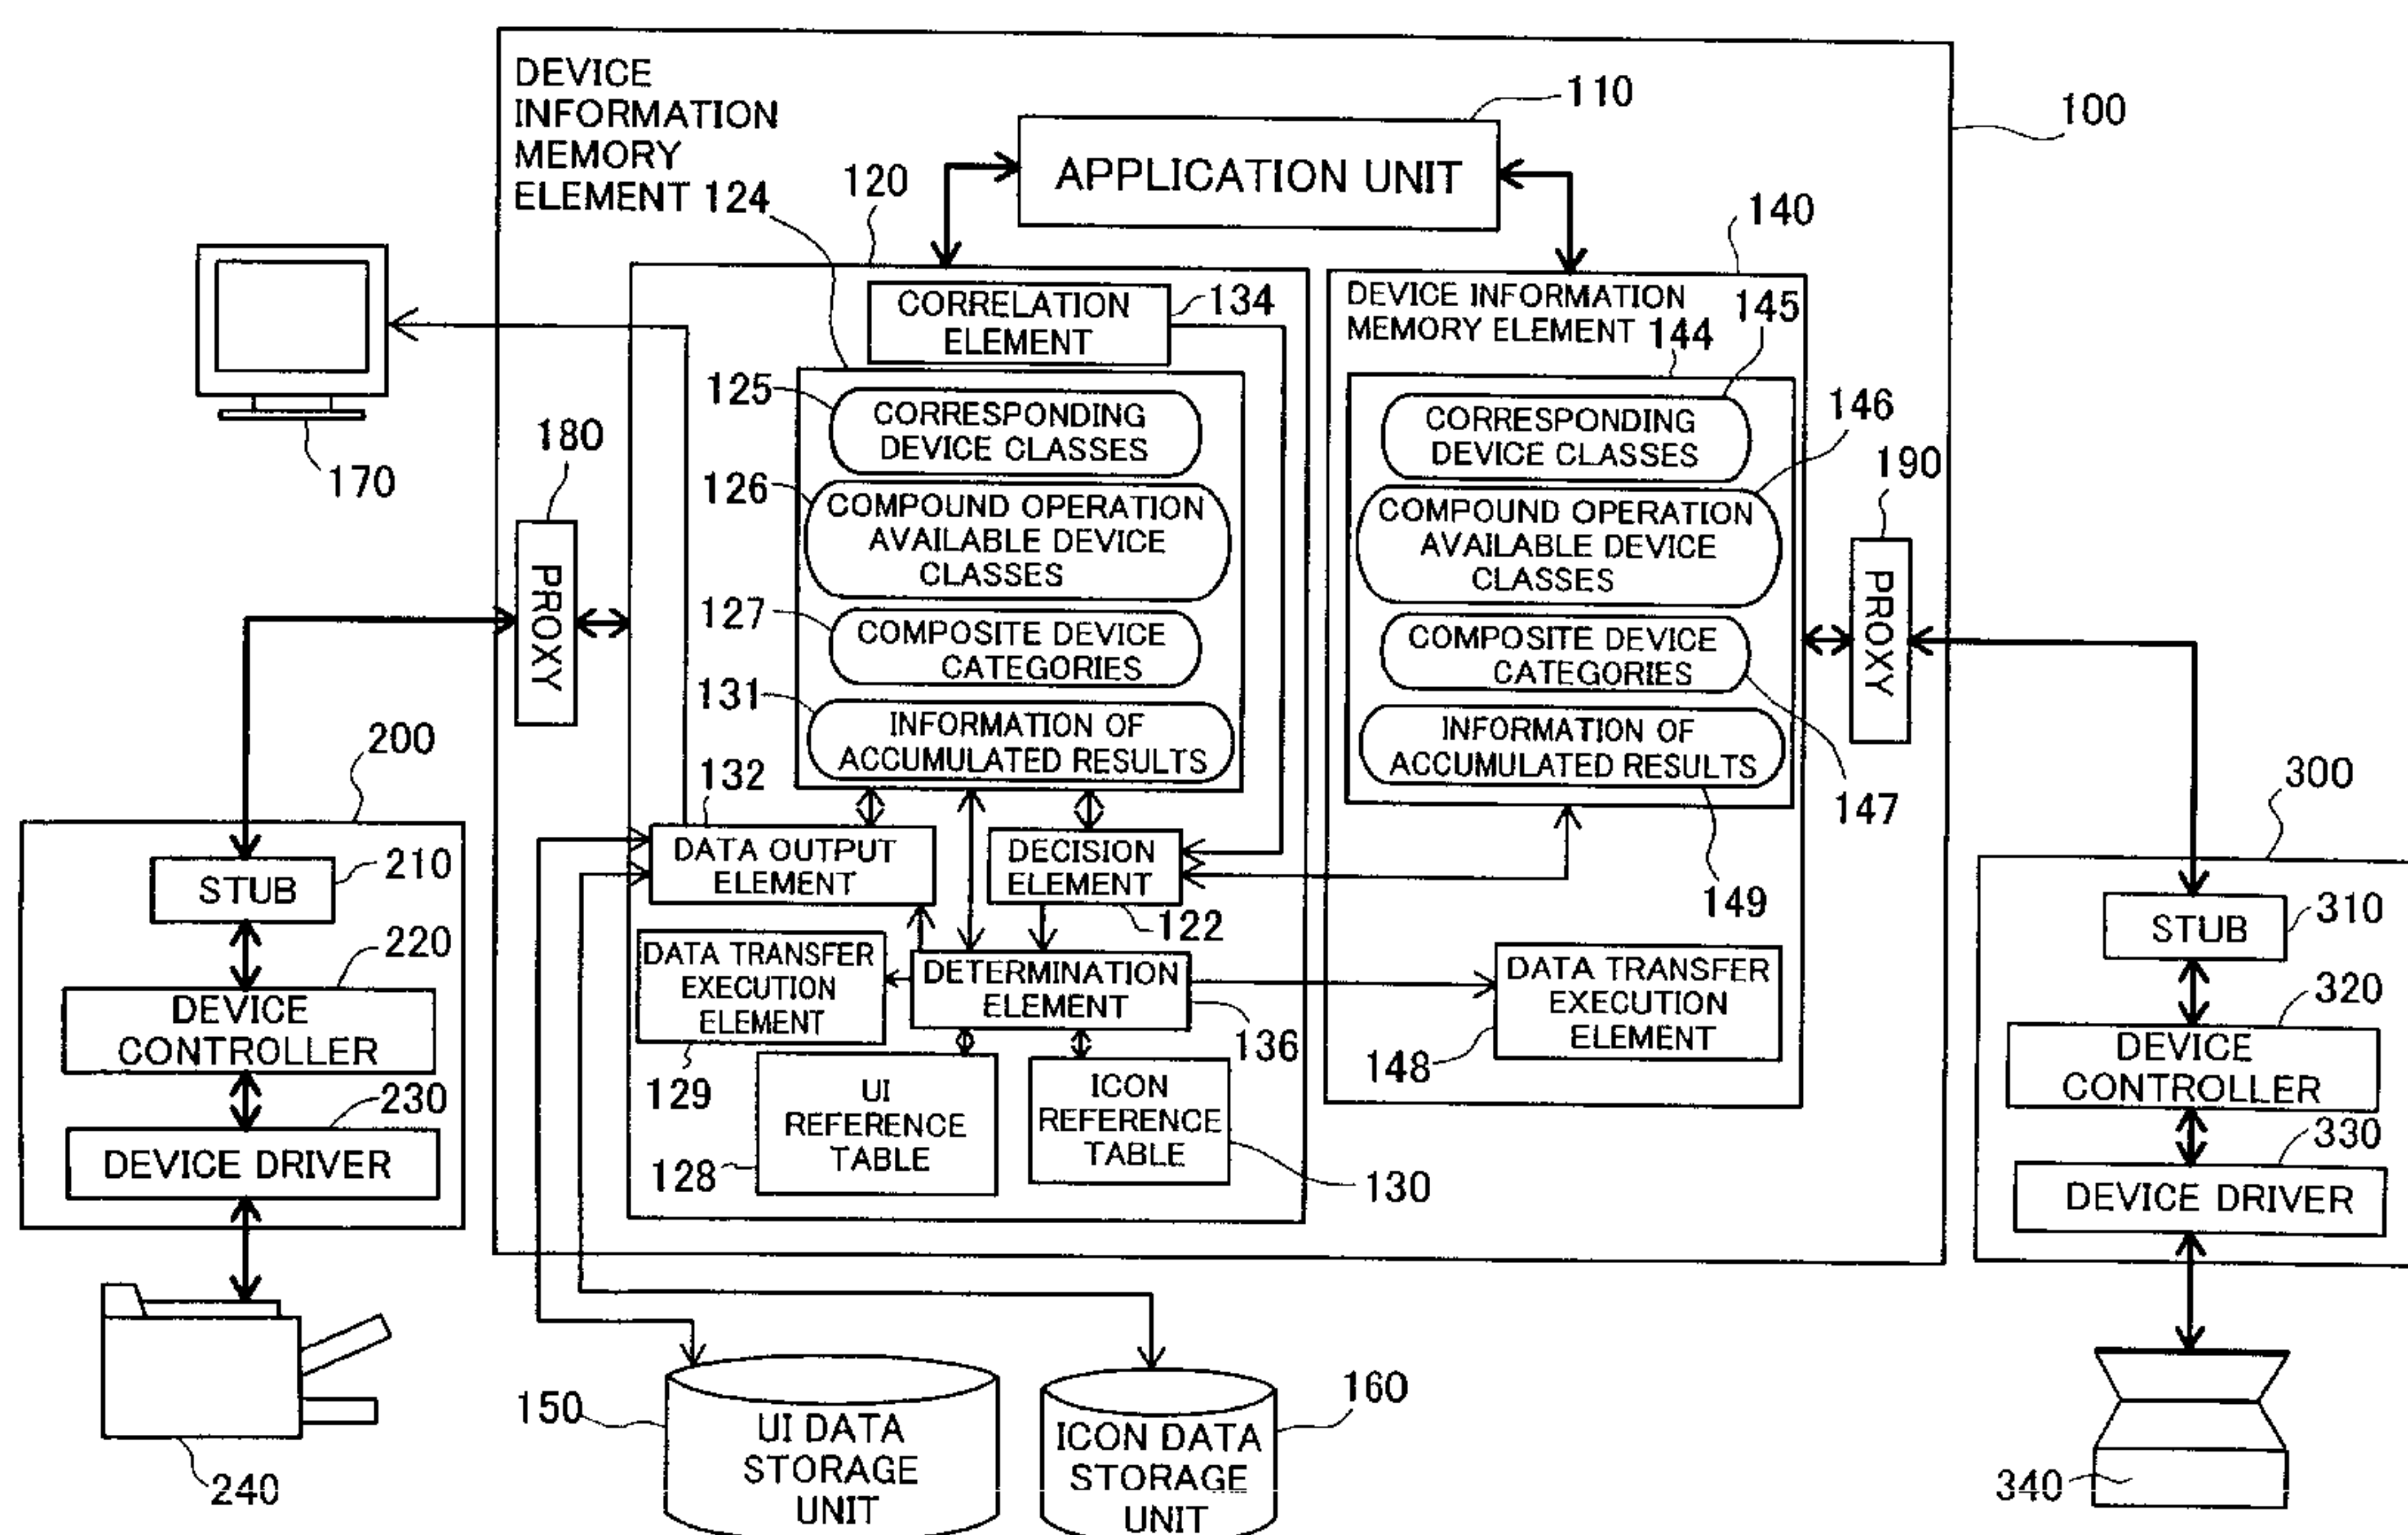 DEVICE
INFORMATION
MEMORY
ELEMENT 124
110
100
APPLICATION UNIT
120
140
CORRELATION
ELEMENT
134
DEVICE INFORMATION
MEMORY ELEMENT 144
145
125
CORRESPONDING
DEVICE CLASSES
CORRESPONDING
DEVICE CLASSES
146
170
180
126
COMPOUND OPERATION
AVAILABLE DEVICE
CLASSES
COMPOUND OPERATION
AVAILABLE DEVICE
CLASSES
190
PROXY
127
COMPOSITE DEVICE
CATEGORIES
COMPOSITE DEVICE
CATEGORIES
PROXY
131
INFORMATION OF
ACCUMULATED RESULTS
INFORMATION OF
ACCUMULATED RESULTS
200
132
147
300
STUB
210
DATA OUTPUT
ELEMENT
DECISION
ELEMENT
122
149
STUB
310
220
DATA TRANSFER
EXECUTION
ELEMENT
DETERMINATION
ELEMENT
DATA TRANSFER
EXECUTION
ELEMENT
320
DEVICE
CONTROLLER
129
136
148
DEVICE
CONTROLLER
230
UI
REFERENCE
TABLE
ICON
REFERENCE
TABLE
330
DEVICE DRIVER
128
130
DEVICE DRIVER
240
150
UI DATA
STORAGE
UNIT
ICON DATA
STORAGE
UNIT
160
340